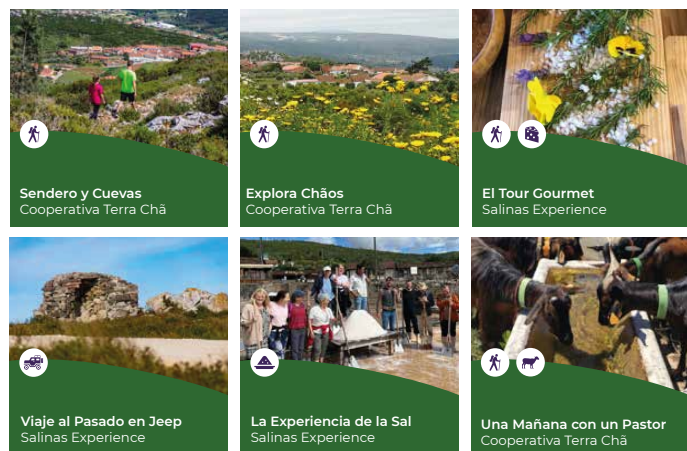 Sendero y Cuevas
Cooperativa Terra Chã
Explora Chãos
Cooperativa Terra Chã
El Tour Gourmet
Salinas Experience
Viaje al Pasado en Jeep
Salinas Experience
La Experiencia de la Sal
Salinas Experience
Una Mañana con un Pastor
Cooperativa Terra Chã